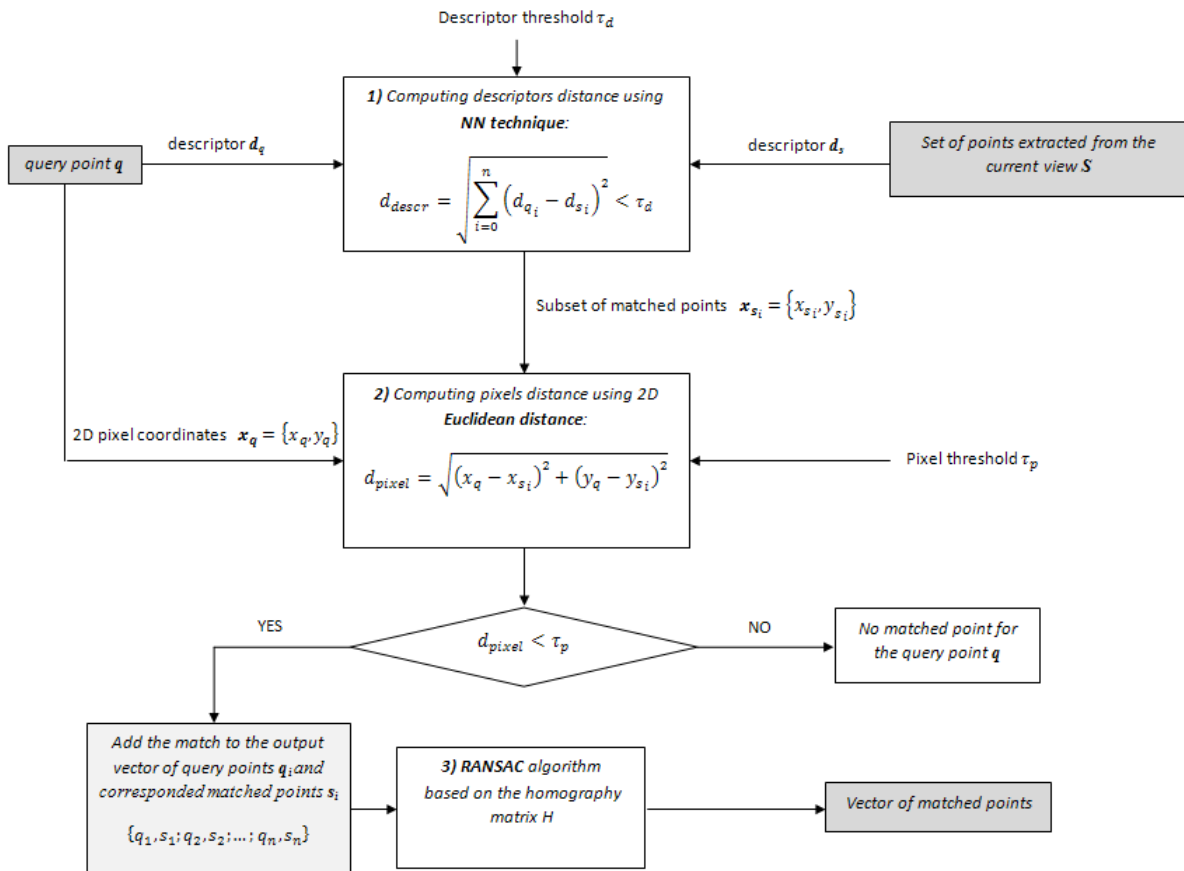 Descriptor threshold τ_d
1) Computing descriptors distance using
NN technique:
d_descr = √(∑_{i=0}^{n} (d_{q_i} − d_{s_i})²) < τ_d
query point q
descriptor d_q
descriptor d_s
Set of points extracted from the
current view S
Subset of matched points x_{s_i} = {x_{s_i}, y_{s_i}}
2) Computing pixels distance using 2D
Euclidean distance:
d_pixel = √((x_q − x_{s_i})² + (y_q − y_{s_i})²)
2D pixel coordinates x_q = {x_q, y_q}
Pixel threshold τ_p
YES
d_pixel < τ_p
NO
No matched point for
the query point q
Add the match to the output
vector of query points q_i and
corresponded matched points s_i
{q_1, s_1; q_2, s_2; ...; q_n, s_n}
3) RANSAC algorithm
based on the homography
matrix H
Vector of matched points